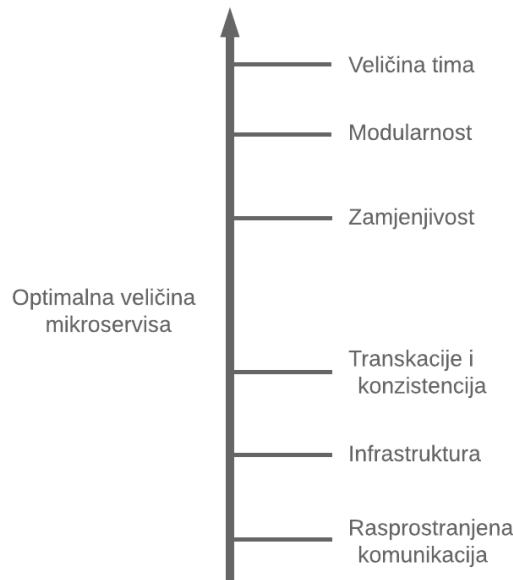 Veličina tima
Modularnost
Zamjenjivost
Optimalna veličina
mikroservisa
Transkacije i
konzistencija
Infrastruktura
Rasprostranjena
komunikacija